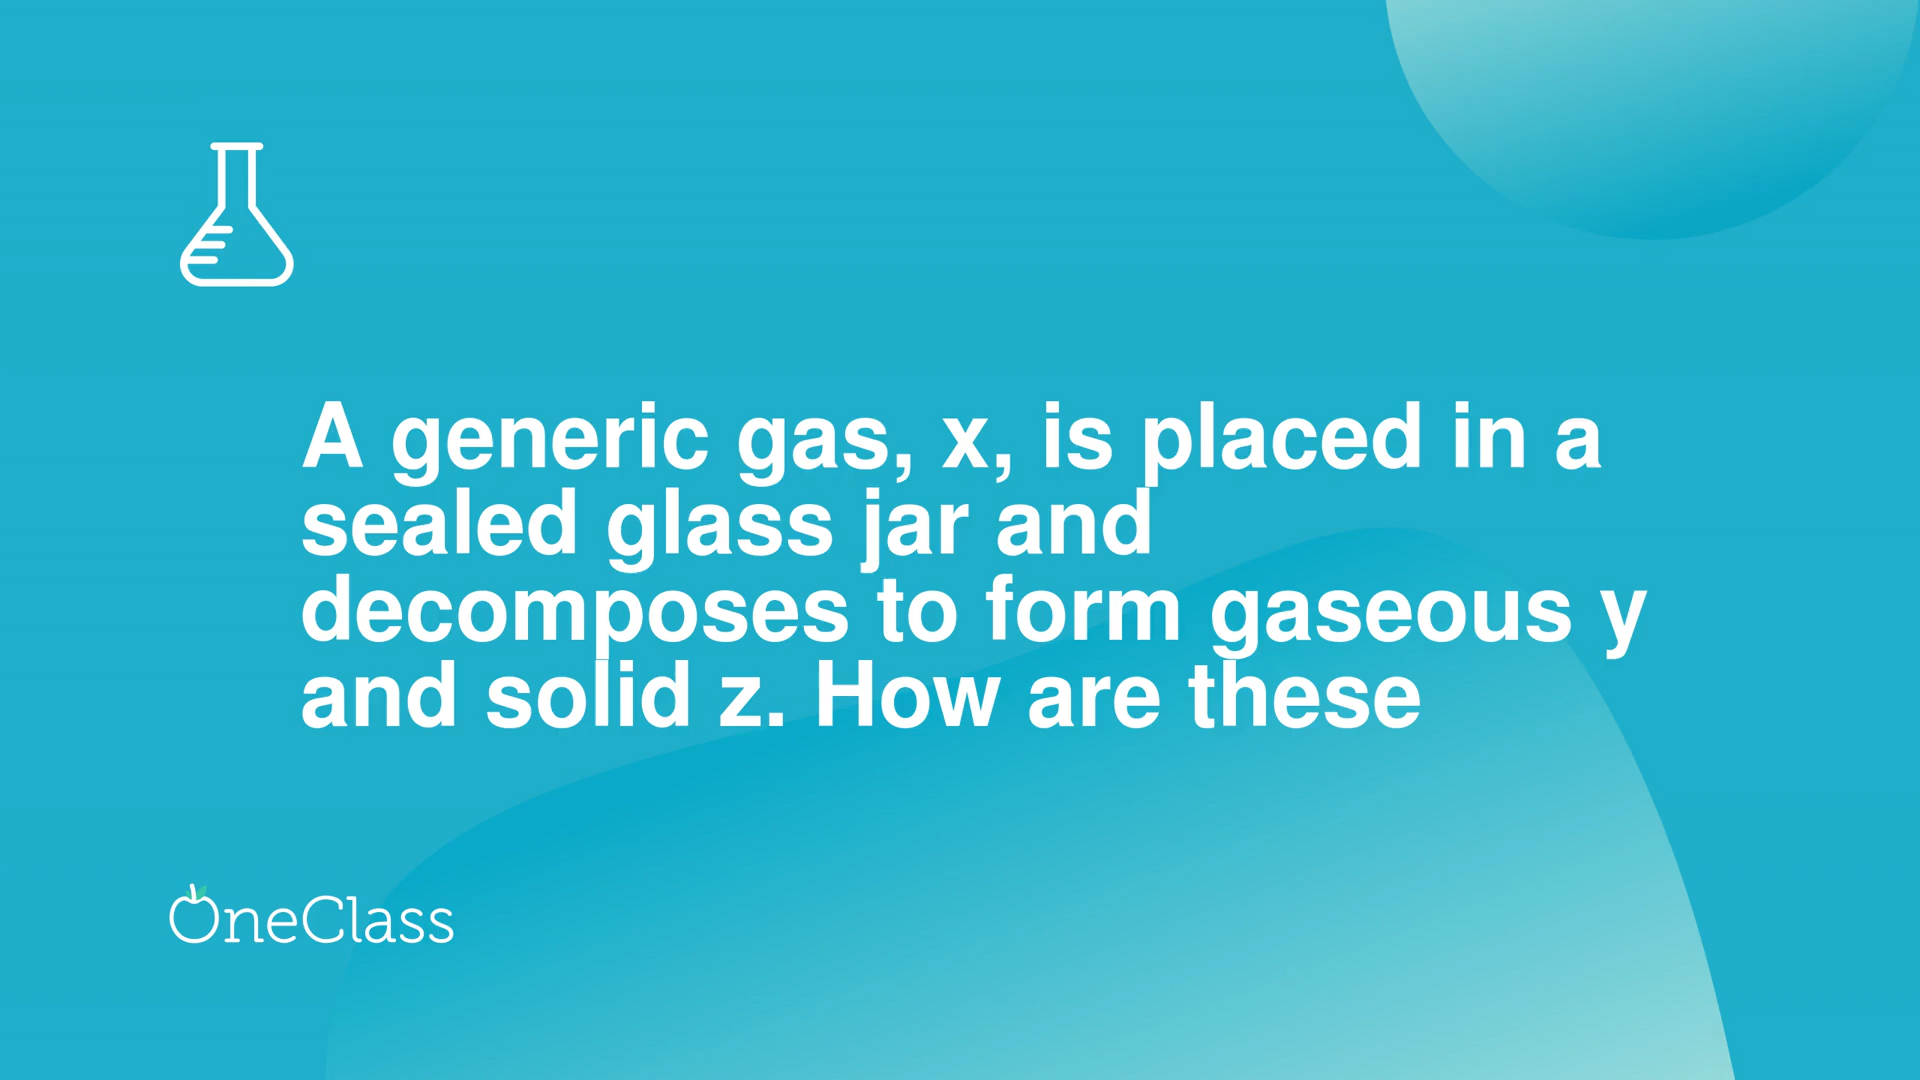 A generic gas, x, is placed in a
sealed glass jar and
decomposes to form gaseous y
and solid z. How are these
OneClass